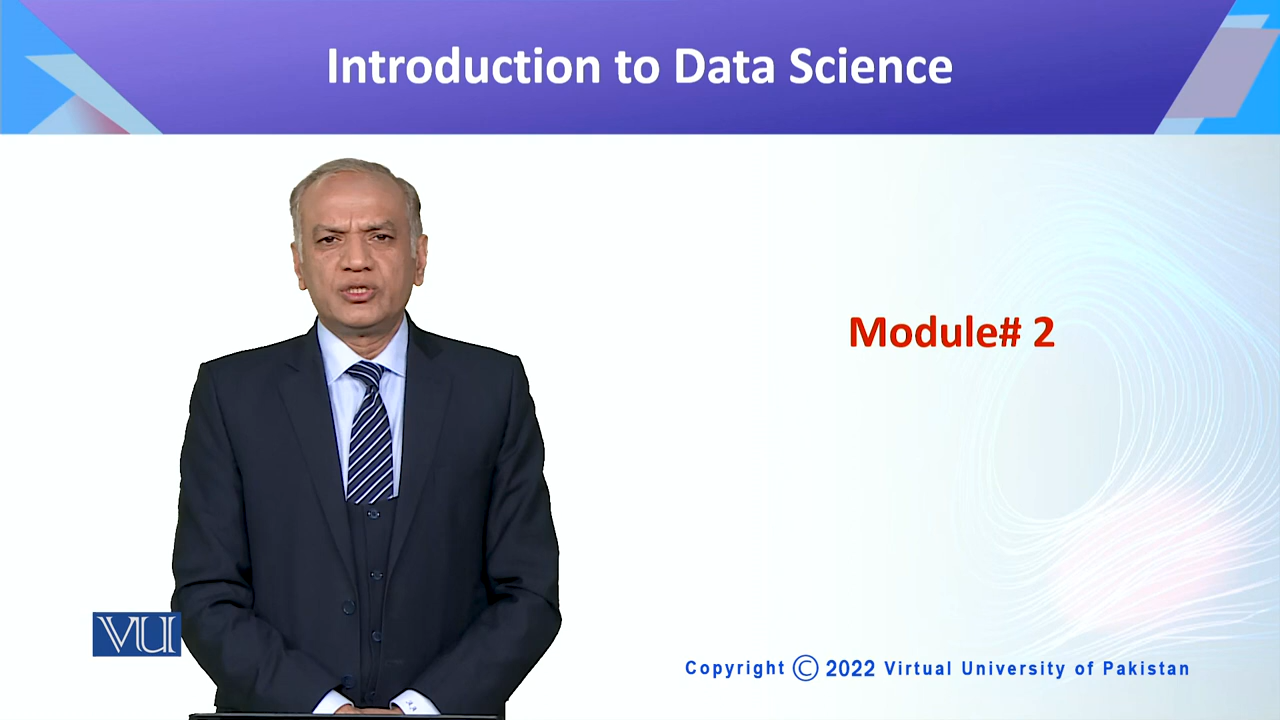 Introduction to Data Science
Module# 2
VU
Copyright © 2022 Virtual University of Pakistan